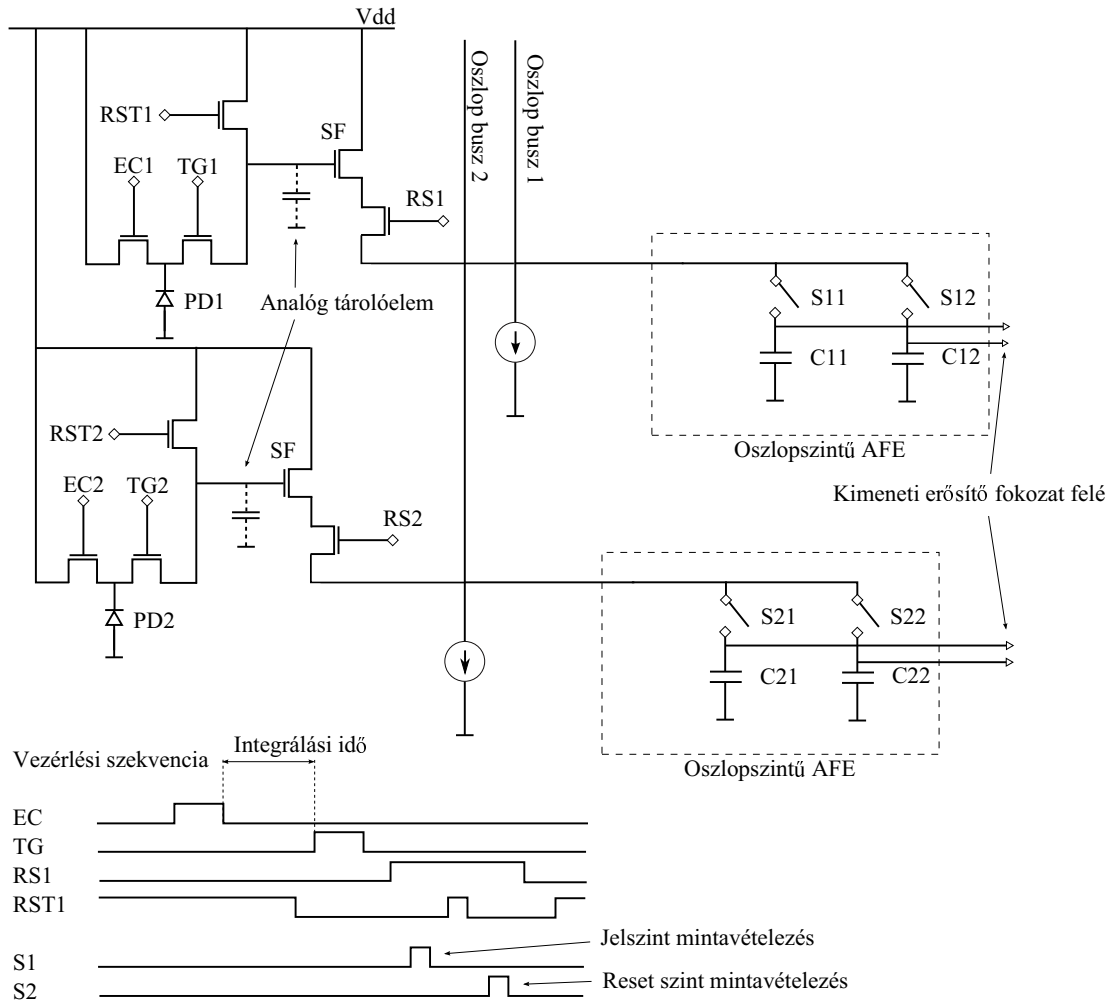 Vdd
RST1
EC1
TG1
SF
RS1
PD1
Oszlop busz 2
Oszlop busz 1
S11
S12
C11
C12
Oszlopszintű AFE
Analóg tárolóelem
RST2
EC2
TG2
SF
RS2
PD2
Kimeneti erősítő fokozat felé
S21
S22
C21
C22
Oszlopszintű AFE
Vezérlési szekvencia
Integrálási idő
EC
TG
RS1
RST1
S1
Jelszint mintavételezés
S2
Reset szint mintavételezés